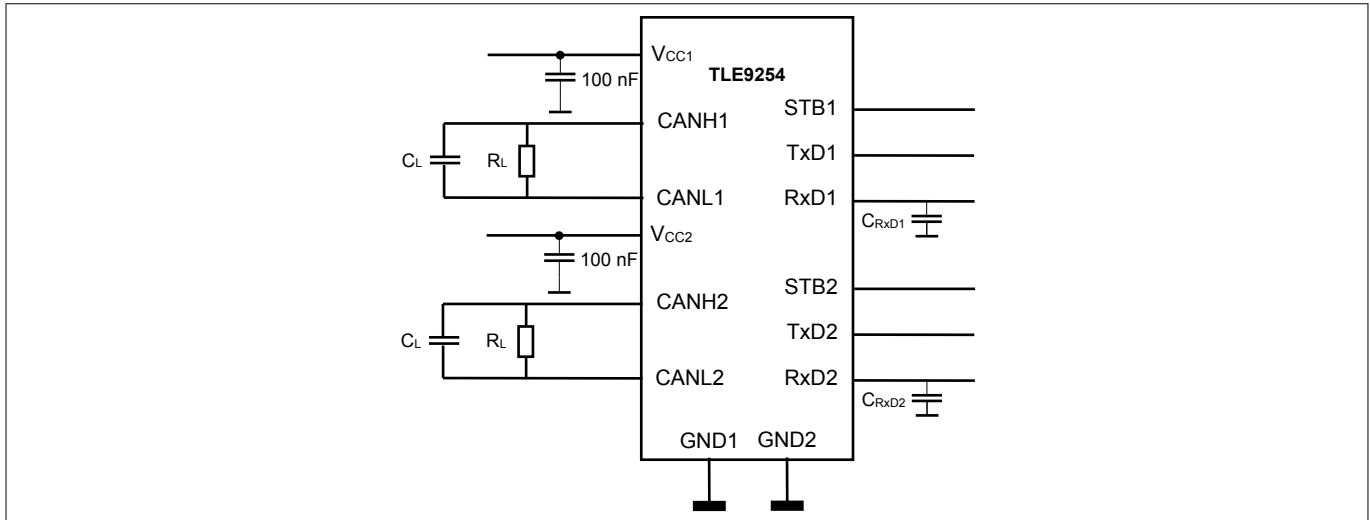 VCC1
TLE9254
100 nF
STB1
CANH1
TxD1
CL
RL
CANL1
RxD1
CRxD1
VCC2
100 nF
STB2
CANH2
TxD2
CL
RL
CANL2
RxD2
CRxD2
GND1
GND2